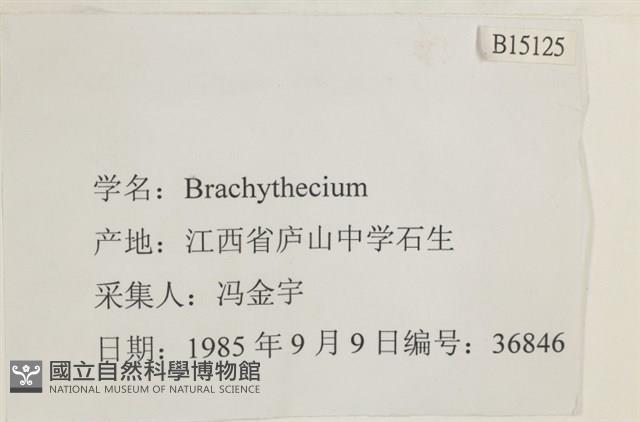 B15125
学名：Brachythecium
产地：江西省庐山中学石生
采集人：冯金宇
日期：1985 年 9 月 9 日编号：36846
國立自然科學博物館
NATIONAL MUSEUM OF NATURAL SCIENCE